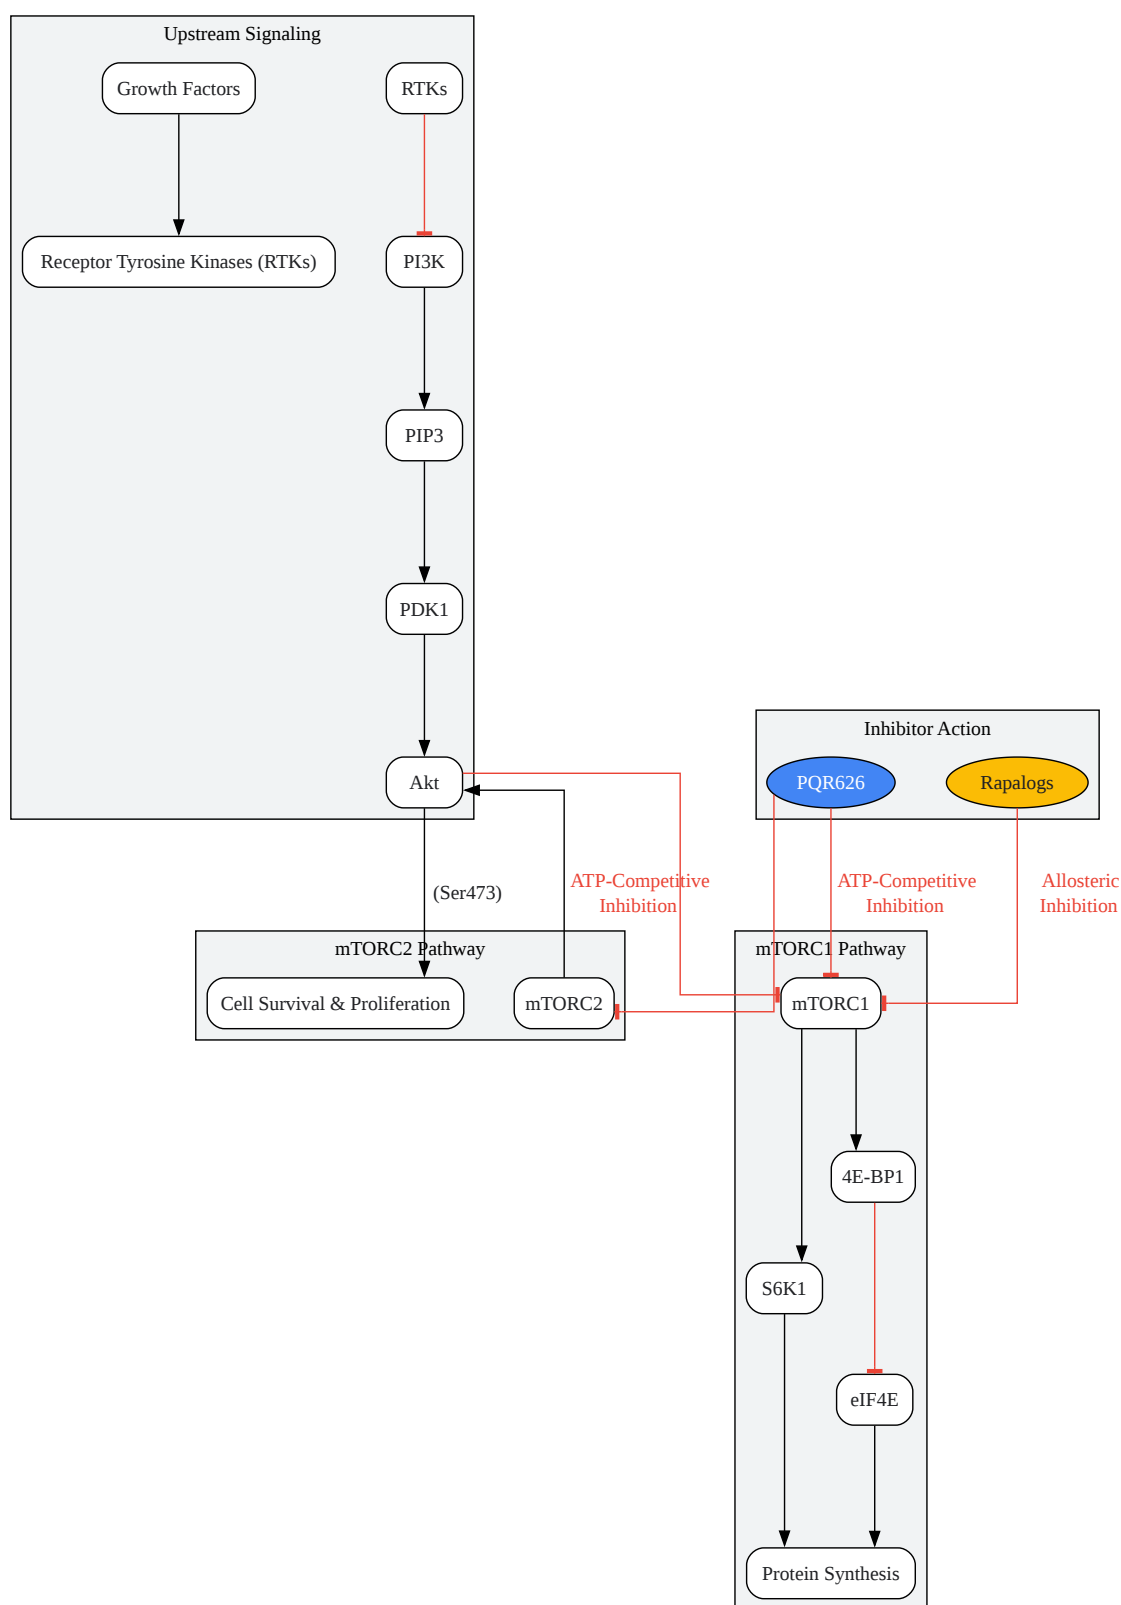 Upstream Signaling
Growth Factors
RTKs
Receptor Tyrosine Kinases (RTKs)
PI3K
PIP3
PDK1
Inhibitor Action
Akt
PQR626
Rapalogs
(Ser473)
ATP-Competitive
Inhibition
ATP-Competitive
Inhibition
Allosteric
Inhibition
mTORC2 Pathway
mTORC1 Pathway
Cell Survival & Proliferation
mTORC2
mTORC1
4E-BP1
S6K1
eIF4E
Protein Synthesis